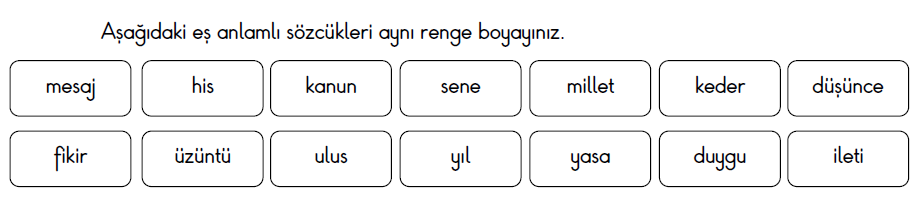 Aşağıdaki eş anlamlı sözcükleri aynı renge boyayınız.
mesaj his kanun sene millet keder düşünce
fikir üzüntü ulus yıl yasa duygu ileti